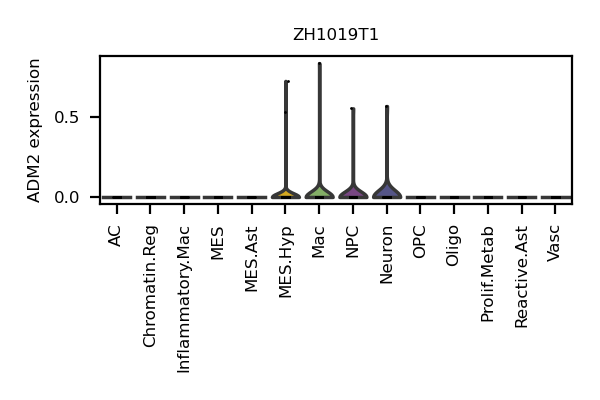 ZH1019T1
ADM2 expression
0.5
0.0
AC
Chromatin.Reg
Inflammatory.Mac
MES
MES.Ast
MES.Hyp
Mac
NPC
Neuron
OPC
Oligo
Prolif.Metab
Reactive.Ast
Vasc